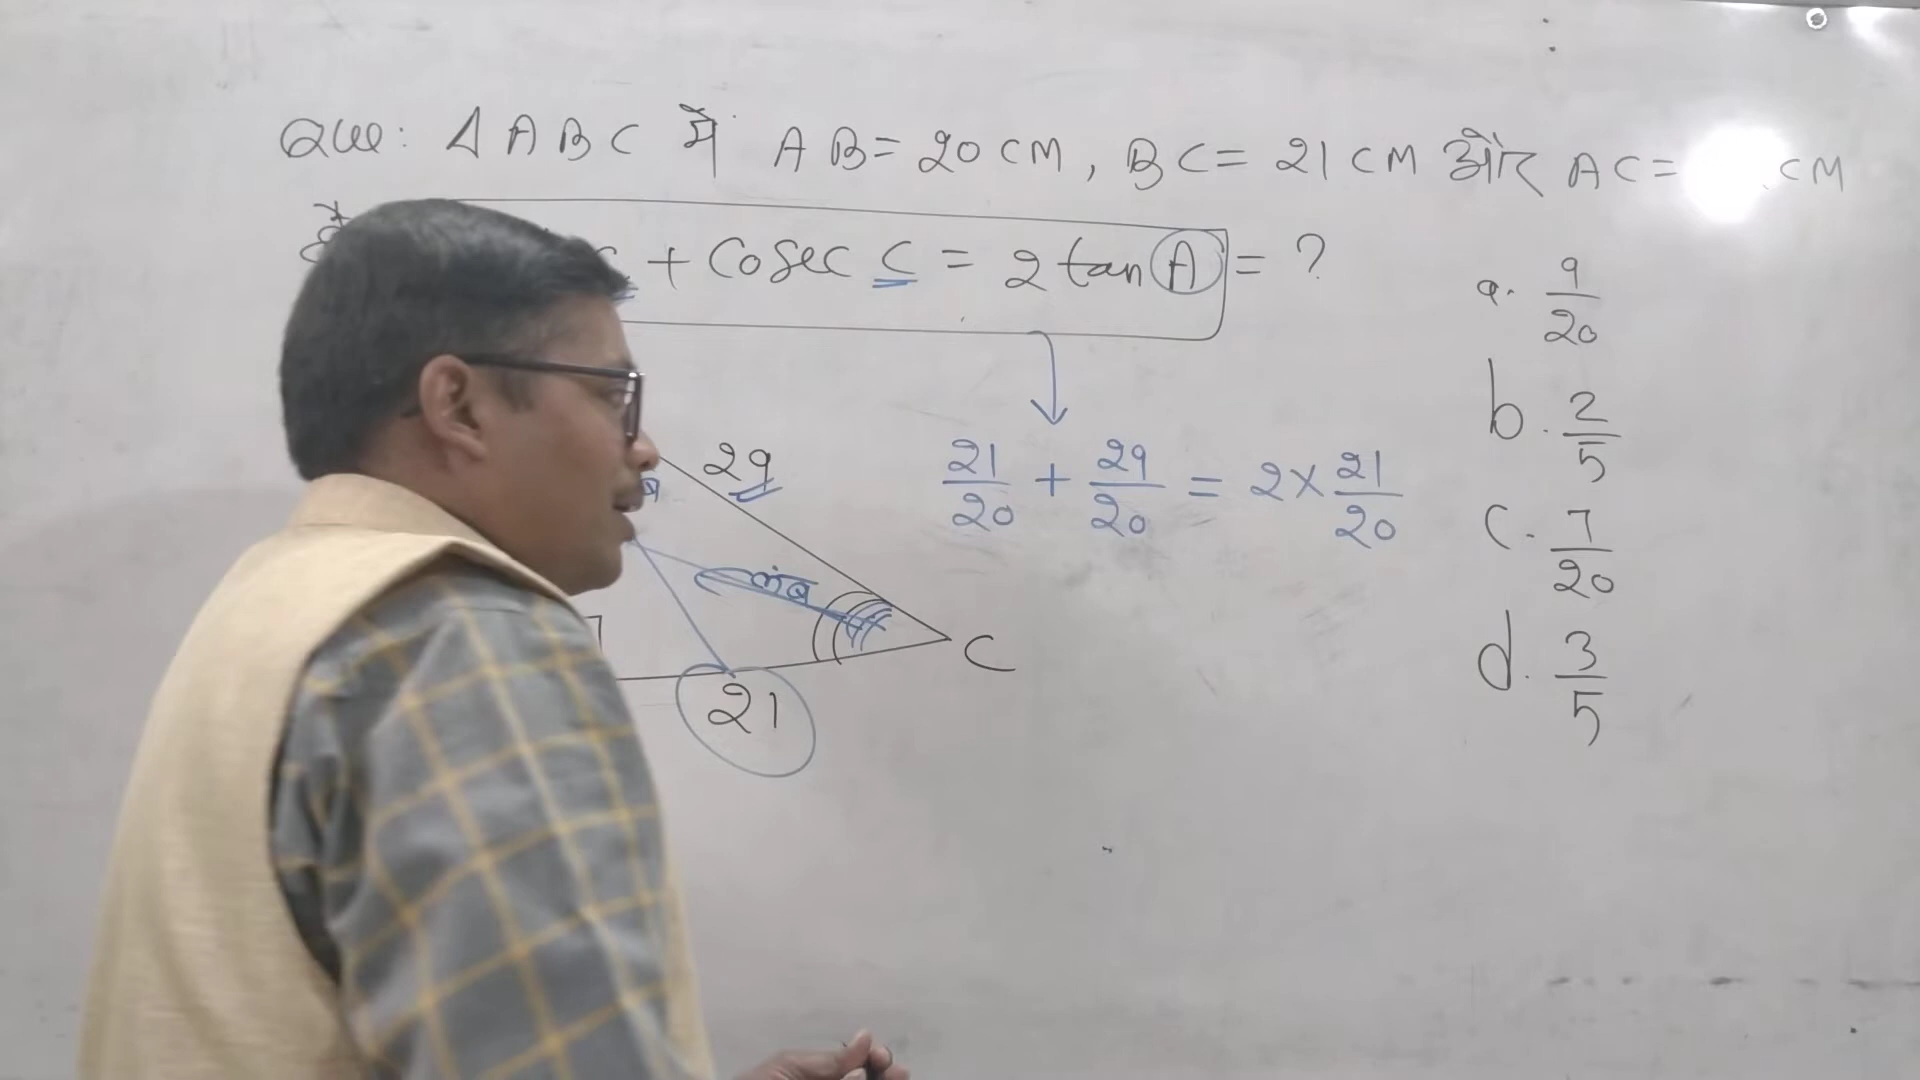 Que: Δ A B C में AB = 20 CM, BC = 21 CM और AC = CM
+ Cosec C = 2 tan A = ?
a. 9/20
b. 2/5
c. 7/20
d. 3/5
29
21/20 + 29/20 = 2 × 21/20
लंब
C
21